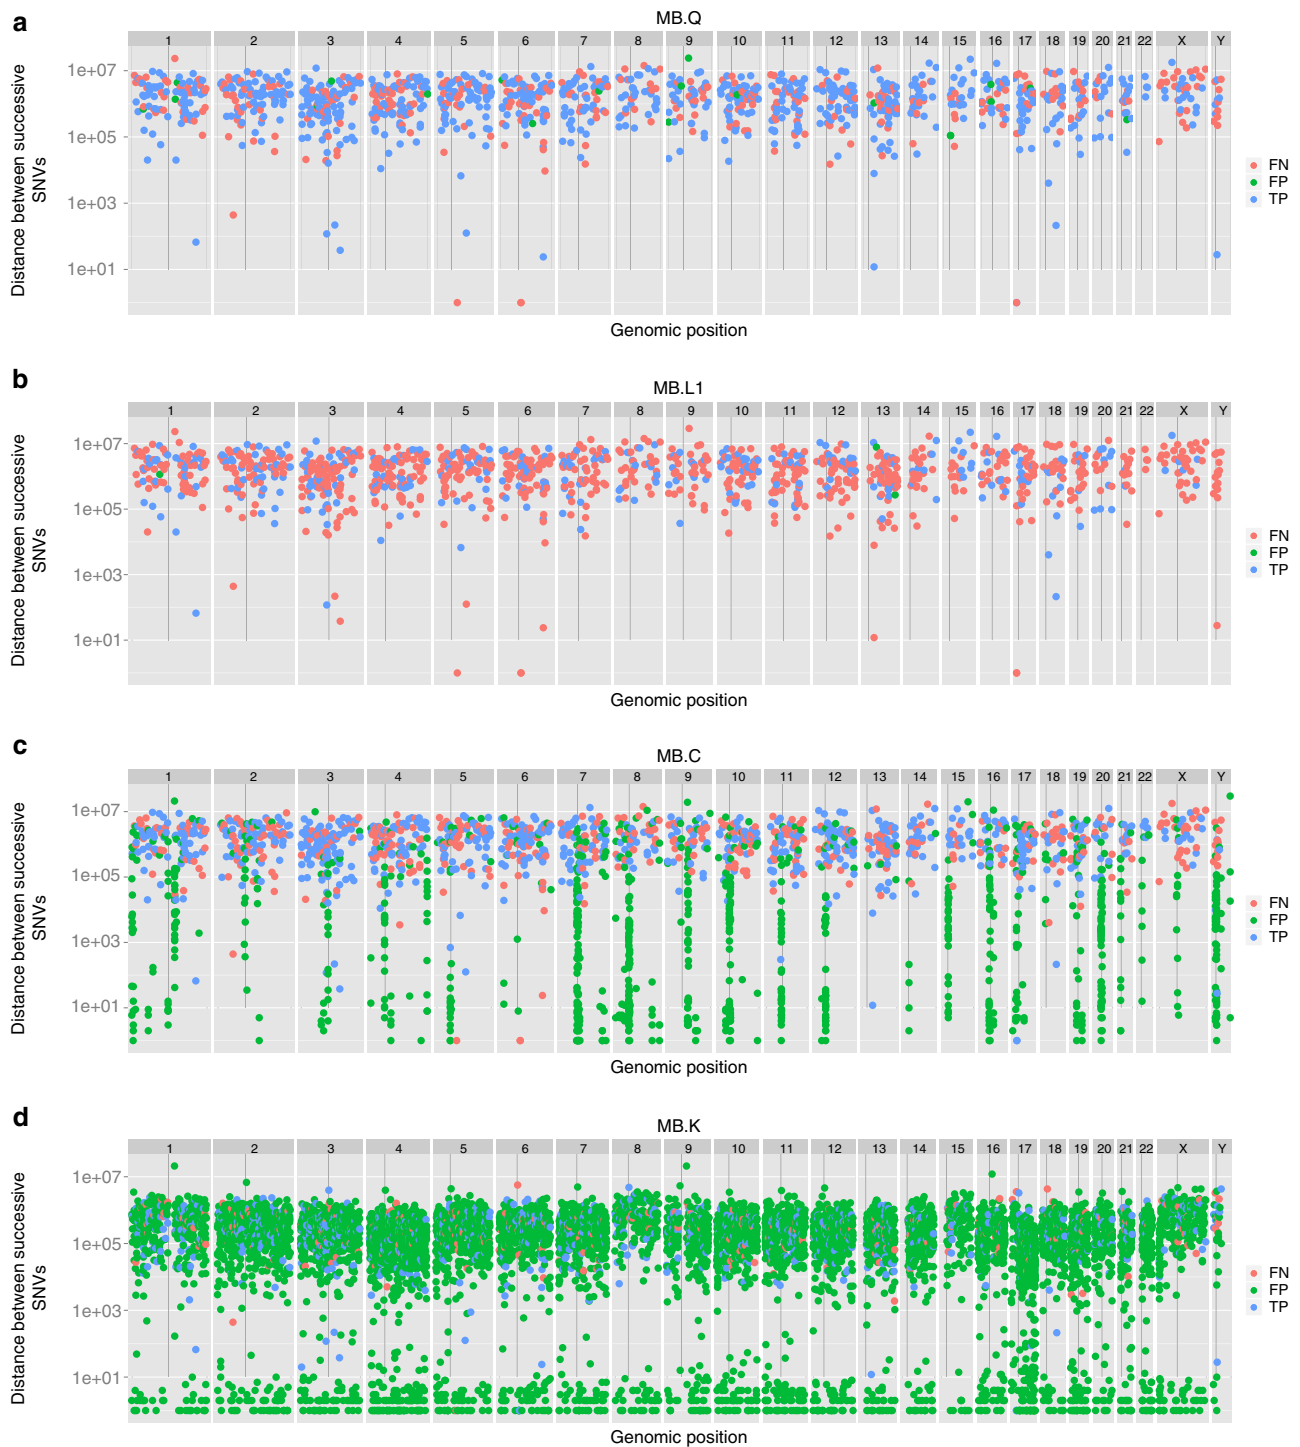 a
MB.Q
1 2 3 4 5 6 7 8 9 10 11 12 13 14 15 16 17 18 19 20 21 22 X Y
Distance between successive
SNVs
1e+07
1e+05
1e+03
1e+01
Genomic position
FN
FP
TP
b
MB.L1
1 2 3 4 5 6 7 8 9 10 11 12 13 14 15 16 17 18 19 20 21 22 X Y
Distance between successive
SNVs
1e+07
1e+05
1e+03
1e+01
Genomic position
FN
FP
TP
c
MB.C
1 2 3 4 5 6 7 8 9 10 11 12 13 14 15 16 17 18 19 20 21 22 X Y
Distance between successive
SNVs
1e+07
1e+05
1e+03
1e+01
Genomic position
FN
FP
TP
d
MB.K
1 2 3 4 5 6 7 8 9 10 11 12 13 14 15 16 17 18 19 20 21 22 X Y
Distance between successive
SNVs
1e+07
1e+05
1e+03
1e+01
Genomic position
FN
FP
TP